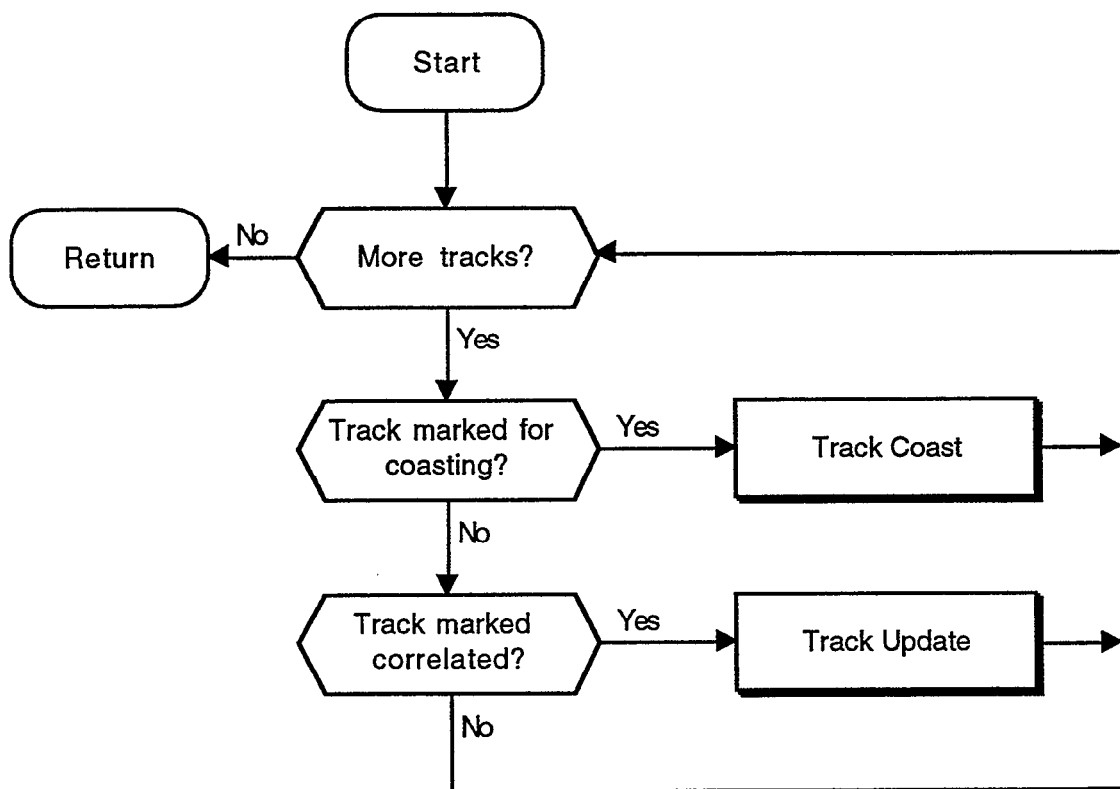 Start
Return
No
More tracks?
Yes
Track marked for
coasting?
Yes
Track Coast
No
Track marked
correlated?
Yes
Track Update
No